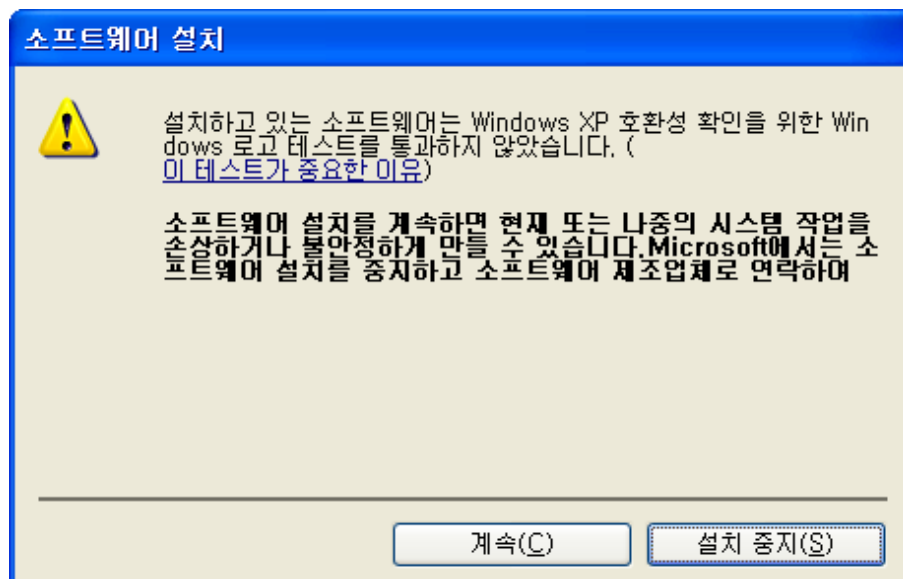 소프트웨어 설치
설치하고 있는 소프트웨어는 Windows XP 호환성 확인을 위한 Win
dows 로고 테스트를 통과하지 않았습니다. (
이 테스트가 중요한 이유)
소프트웨어 설치를 계속하면 현재 또는 나중의 시스템 작업을
손상하거나 불안정하게 만들 수 있습니다.Microsoft에서는 소
프트웨어 설치를 중지하고 소프트웨어 제조업체로 연락하여
계속(C)
설치 중지(S)